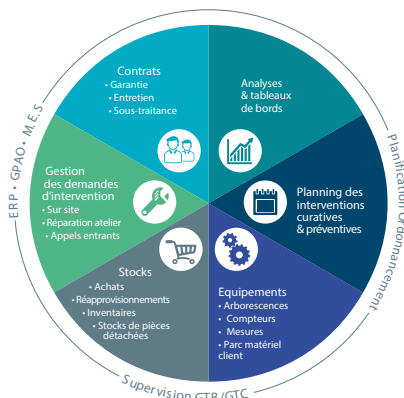 Contrats
• Garantie
• Entretien
• Sous-traitance
Analyses
& tableaux
de bords
Gestion
des demandes
d'intervention
• Sur site
• Réparation atelier
• Appels entrants
Planning des
interventions
curatives
& préventives
Stocks
• Achats
• Réapprovisionnements
• Inventaires
• Stocks de pièces
détachées
Equipements
• Arborescences
• Compteurs
• Mesures
• Parc matériel
client
ERP • GPAO • M.E.S
Planification Ordonnancement
Supervision GTB/GTC